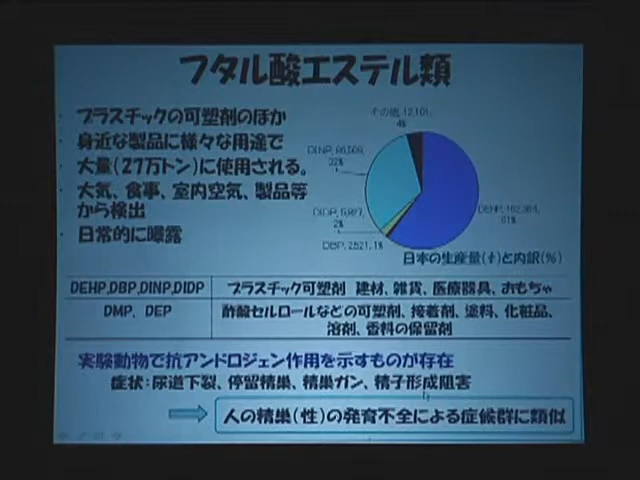 フタル酸エステル類
・ プラスチックの可塑剤のほか
・ 身近な製品に様々な用途で
・ 大量(27万トン)に使用される。
・ 大気、食事、室内空気、製品等
から検出
・ 日常的に曝露
その他, 12,101,
4%
DINP,
22%
DIDP,
2%
DBP, 2,521, 1%
DEHP,
61%
日本の生産量(t)と内訳(%)
DEHP,DBP,DINP,DIDP プラスチック可塑剤 建材、雑貨、医療器具、おもちゃ
DMP, DEP 酢酸セルロールなどの可塑剤、接着剤、塗料、化粧品、
溶剤、香料の保留剤
実験動物で抗アンドロジェン作用を示すものが存在
症状:尿道下裂、停留精巣、精巣ガン、精子形成阻害
人の精巣(性)の発育不全による症候群に類似